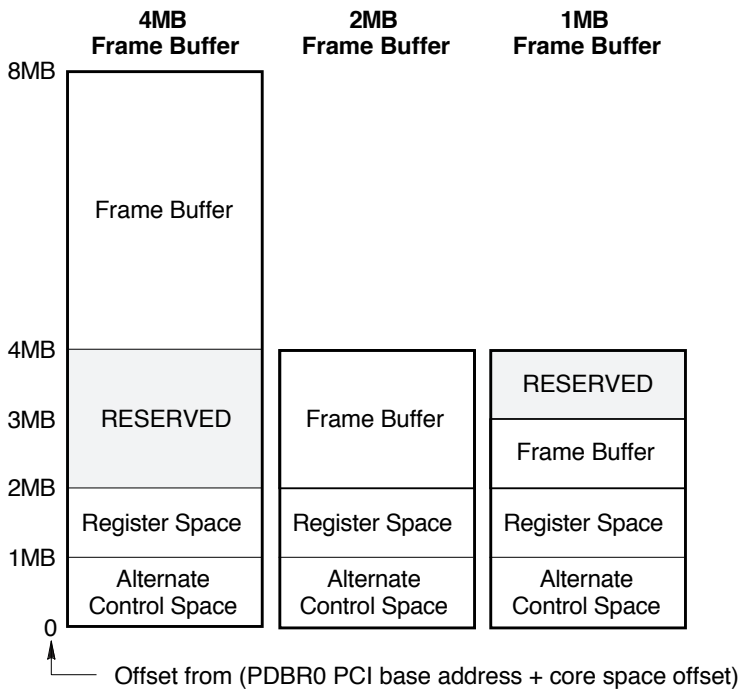 4MB
Frame Buffer
2MB
Frame Buffer
1MB
Frame Buffer
8MB
Frame Buffer
4MB
RESERVED
3MB
RESERVED
Frame Buffer
Frame Buffer
2MB
Register Space
Register Space
Register Space
1MB
Alternate
Control Space
Alternate
Control Space
Alternate
Control Space
0
Offset from (PDBR0 PCI base address + core space offset)